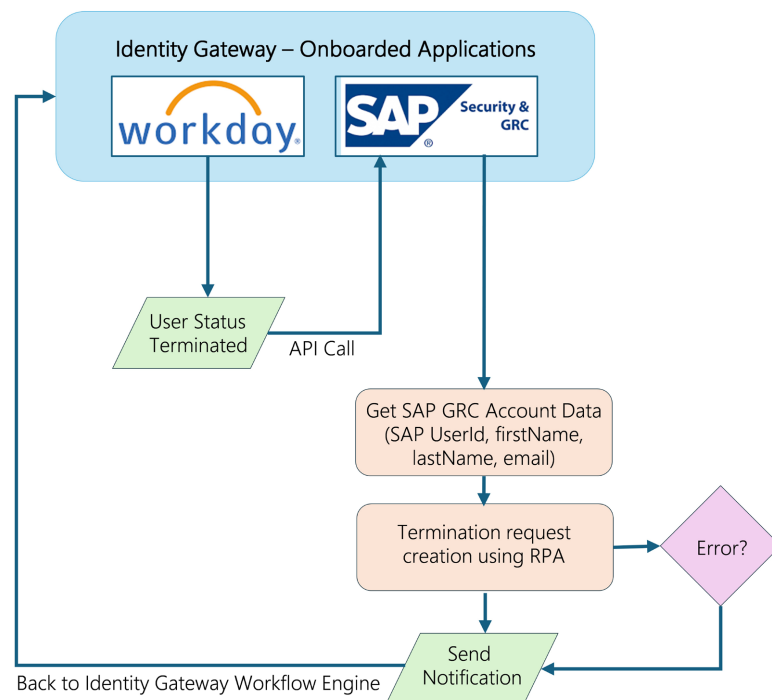 Identity Gateway – Onboarded Applications
workday®
SAP®
Security &
GRC
User Status
Terminated
API Call
Get SAP GRC Account Data
(SAP UserId, firstName,
lastName, email)
Termination request
creation using RPA
Error?
Send
Notification
Back to Identity Gateway Workflow Engine